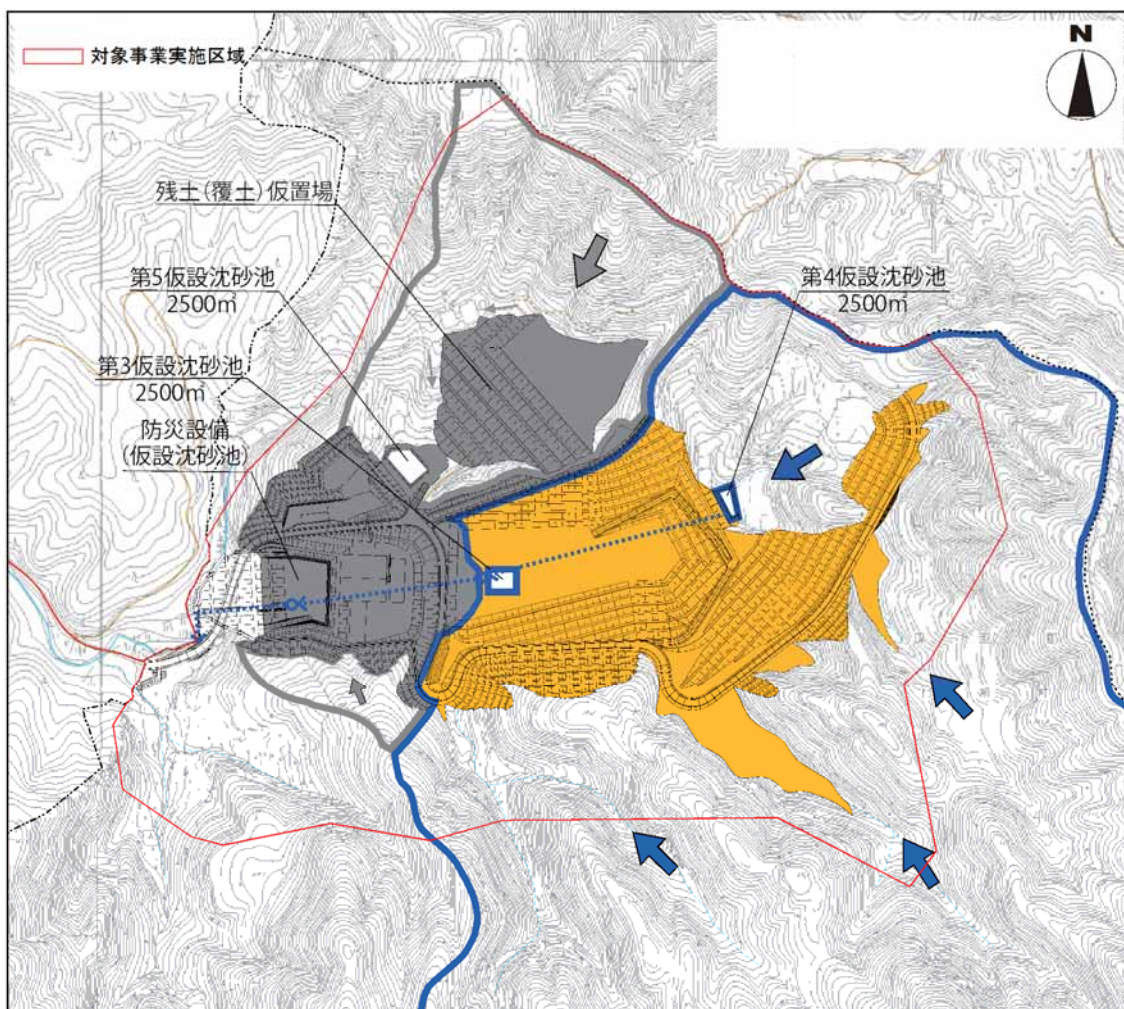 対象事業実施区域
N
残土(覆土)仮置場
第5仮設沈砂池
2500㎡
第4仮設沈砂池
2500㎡
第3仮設沈砂池
2500㎡
防災設備
(仮設沈砂池)